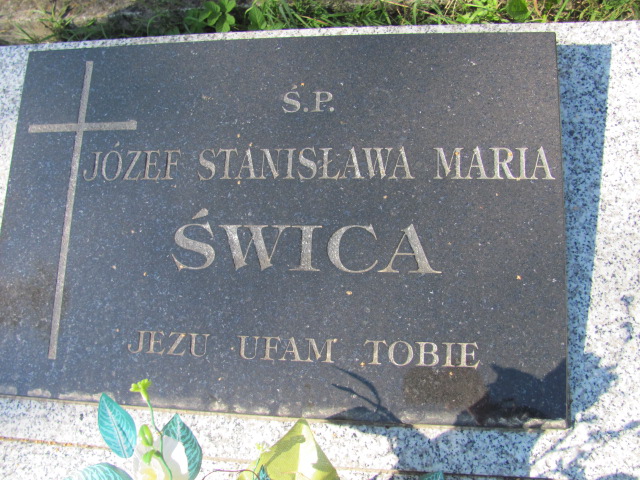 Ś.P.
JÓZEF STANISŁAWA MARIA
ŚWICA
JEZU UFAM TOBIE